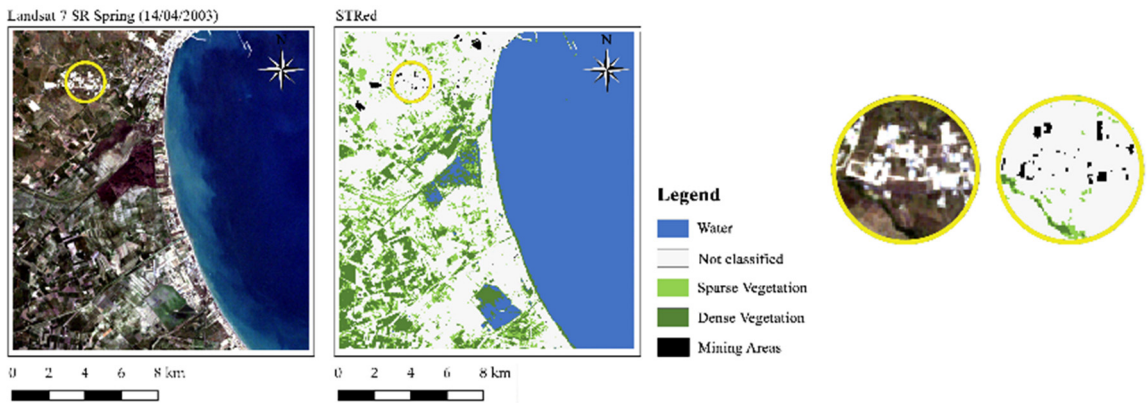 Landsat 7 SR Spring (14/04/2003)
STRed
N
N
Legend
Water
Not classified
Sparse Vegetation
Dense Vegetation
Mining Areas
0 2 4 6 8 km
0 2 4 6 8 km